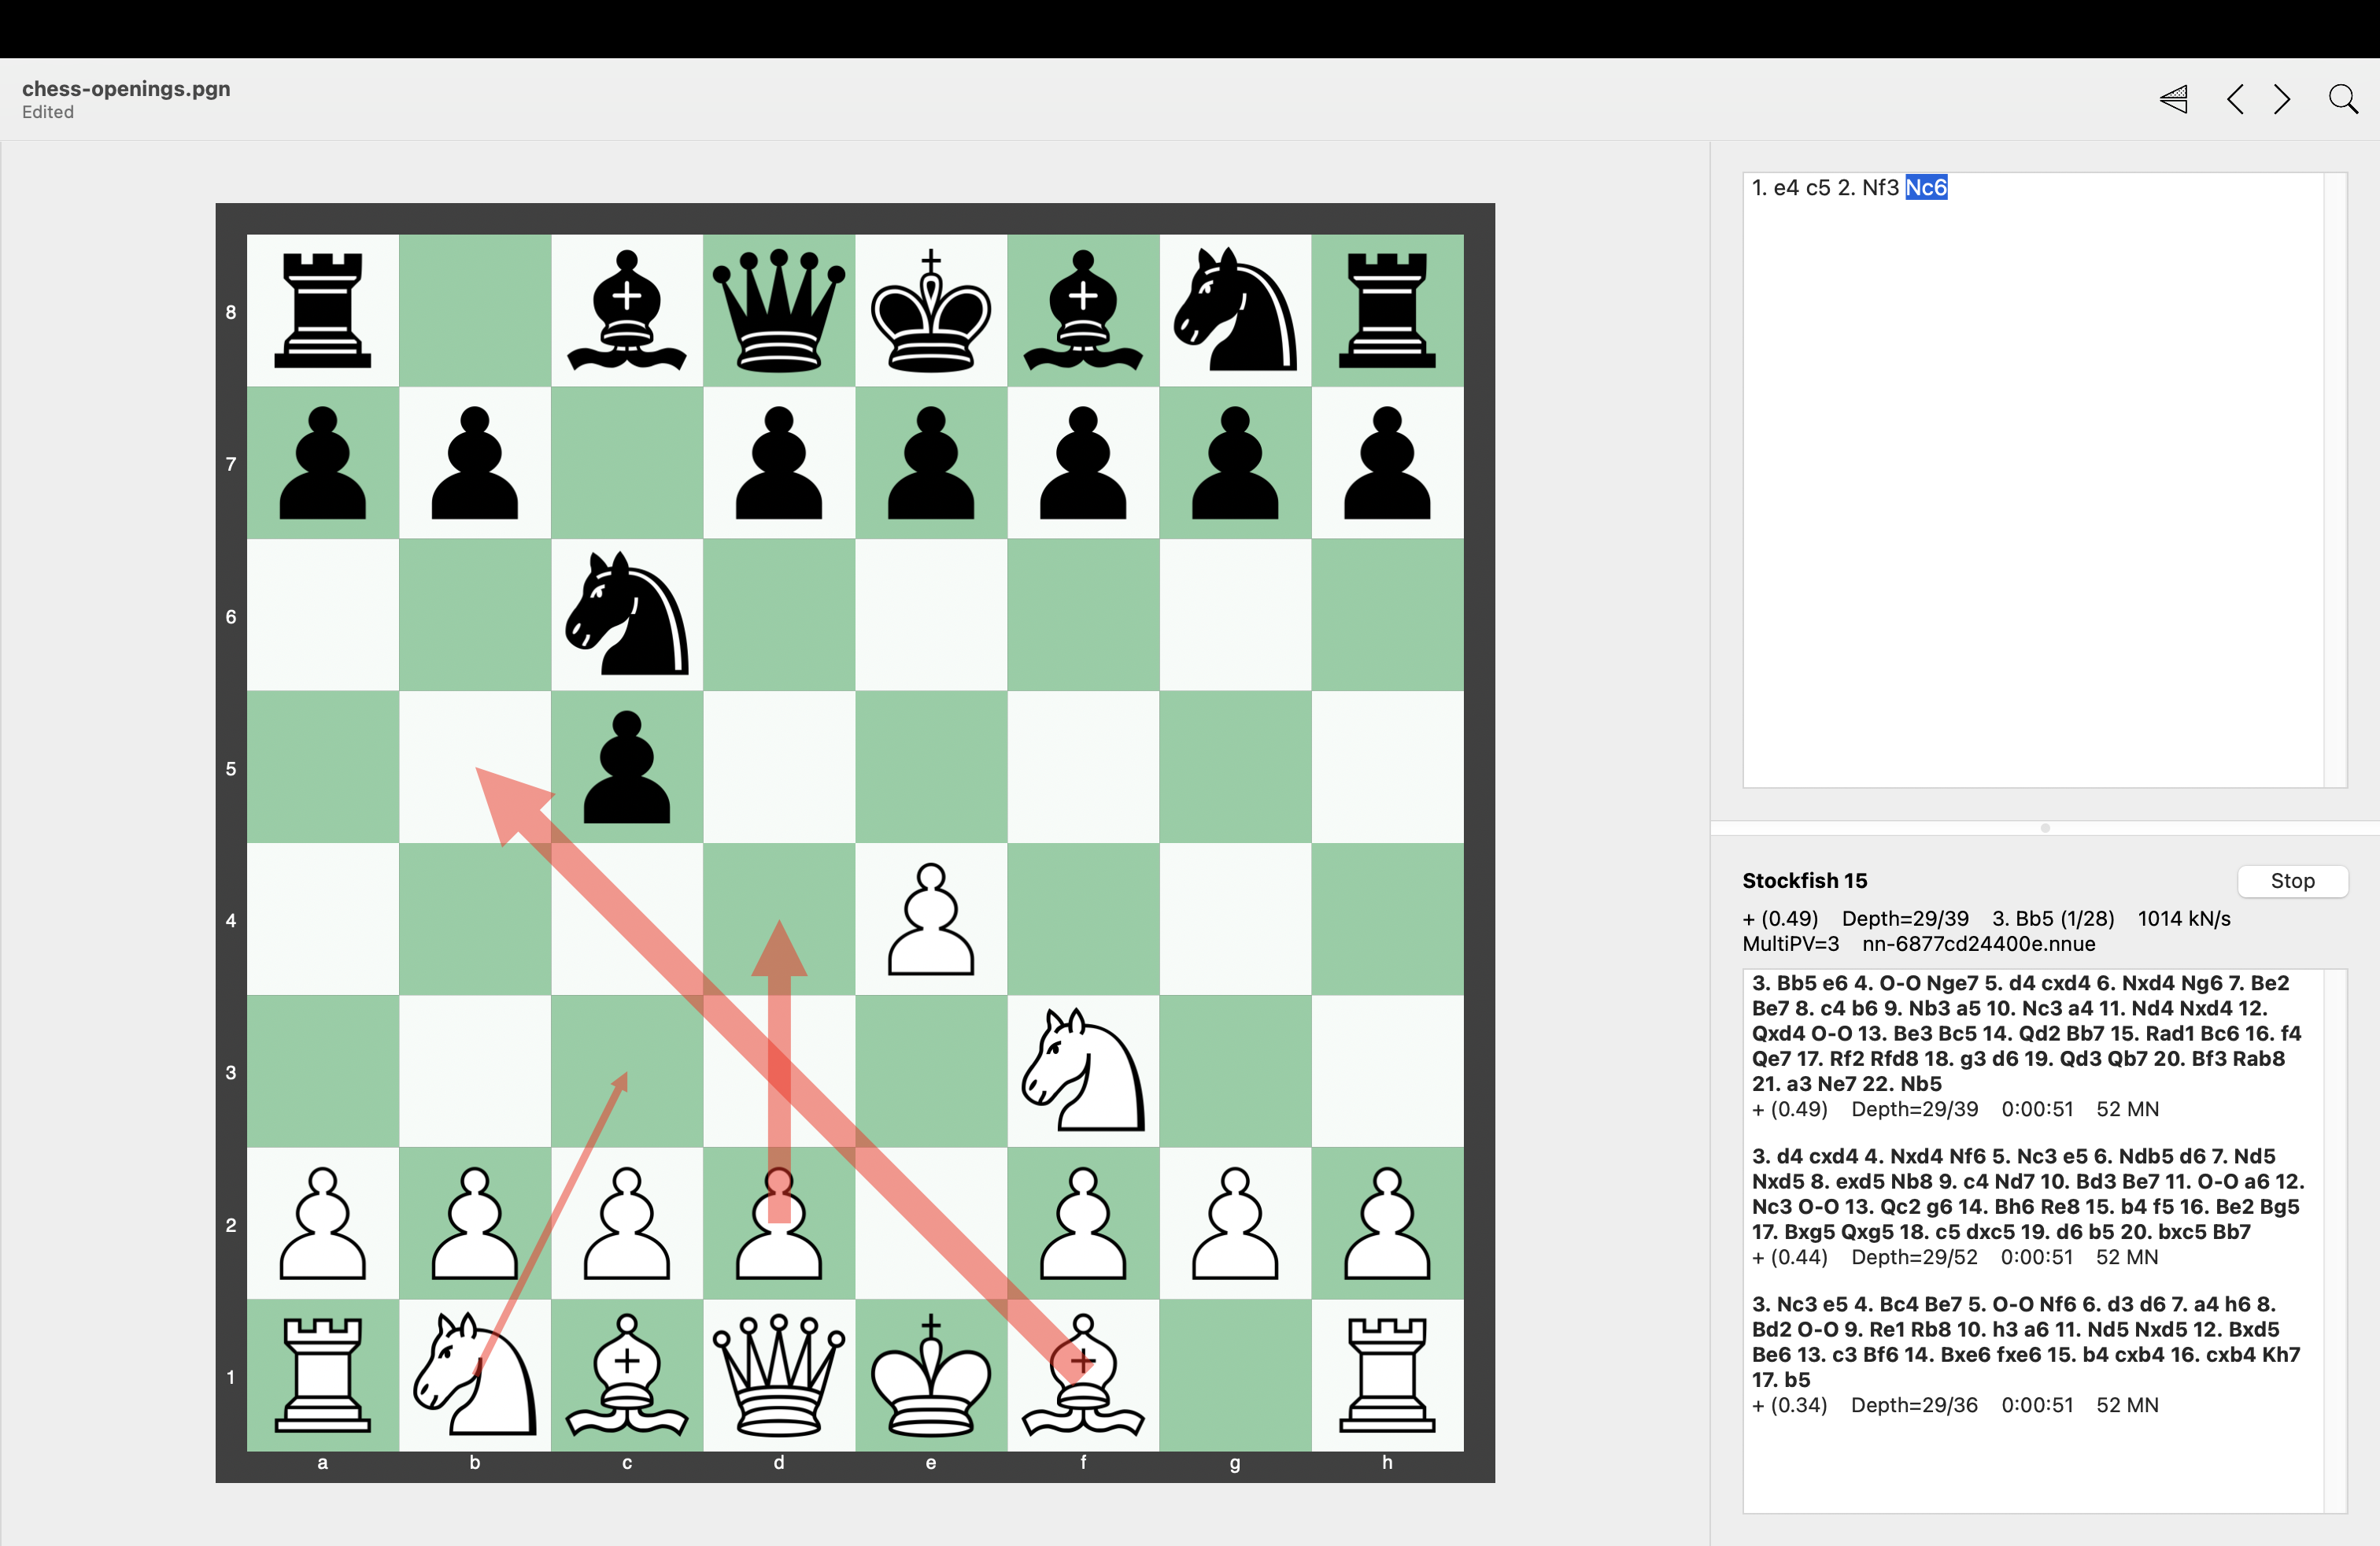 chess-openings.pgn
Edited
1. e4 c5 2. Nf3 Nc6
8
7
6
5
4
3
2
1
a b c d e f g h
Stockfish 15
Stop
+ (0.49) Depth=29/39 3. Bb5 (1/28) 1014 kN/s
MultiPV=3 nn-6877cd24400e.nnue
3. Bb5 e6 4. O-O Nge7 5. d4 cxd4 6. Nxd4 Ng6 7. Be2
Be7 8. c4 b6 9. Nb3 a5 10. Nc3 a4 11. Nd4 Nxd4 12.
Qxd4 O-O 13. Be3 Bc5 14. Qd2 Bb7 15. Rad1 Bc6 16. f4
Qe7 17. Rf2 Rfd8 18. g3 d6 19. Qd3 Qb7 20. Bf3 Rab8
21. a3 Ne7 22. Nb5
+ (0.49) Depth=29/39 0:00:51 52 MN
3. d4 cxd4 4. Nxd4 Nf6 5. Nc3 e5 6. Ndb5 d6 7. Nd5
Nxd5 8. exd5 Nb8 9. c4 Nd7 10. Bd3 Be7 11. O-O a6 12.
Nc3 O-O 13. Qc2 g6 14. Bh6 Re8 15. b4 f5 16. Be2 Bg5
17. Bxg5 Qxg5 18. c5 dxc5 19. d6 b5 20. bxc5 Bb7
+ (0.44) Depth=29/52 0:00:51 52 MN
3. Nc3 e5 4. Bc4 Be7 5. O-O Nf6 6. d3 d6 7. a4 h6 8.
Bd2 O-O 9. Re1 Rb8 10. h3 a6 11. Nd5 Nxd5 12. Bxd5
Be6 13. c3 Bf6 14. Bxe6 fxe6 15. b4 cxb4 16. cxb4 Kh7
17. b5
+ (0.34) Depth=29/36 0:00:51 52 MN